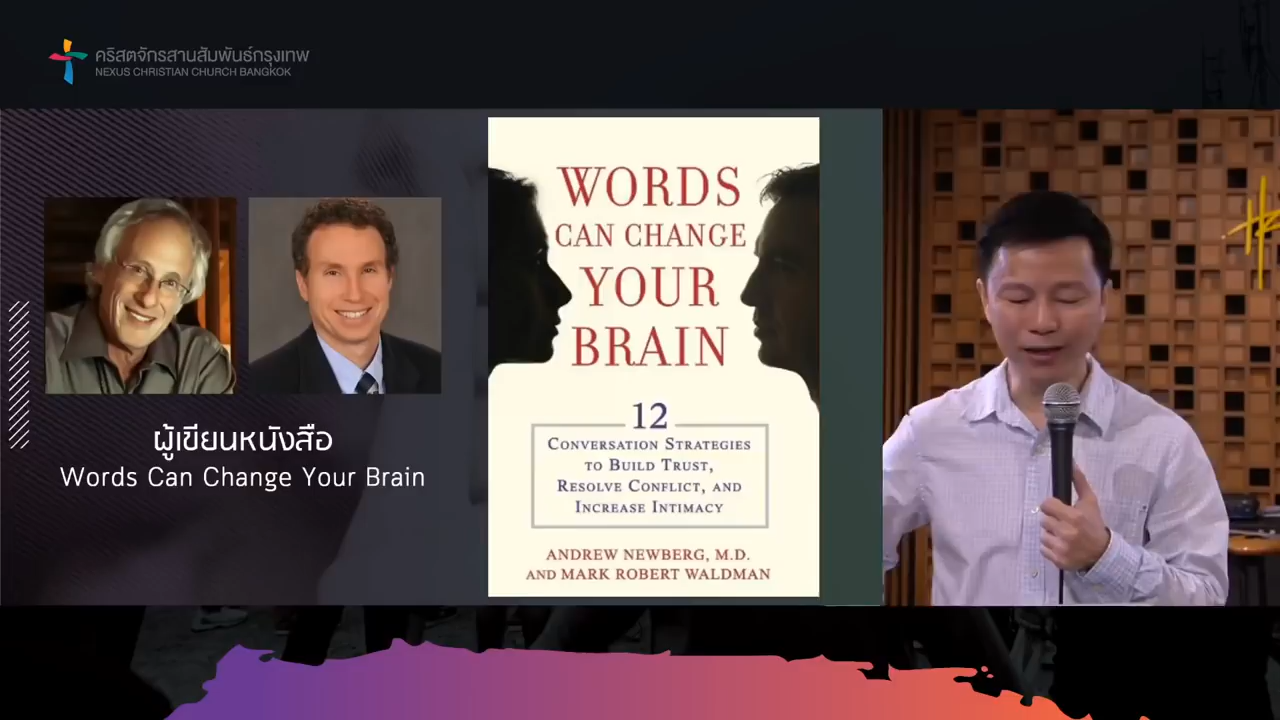 คริสตจักรสานสัมพันธ์กรุงเทพ
NEXUS CHRISTIAN CHURCH BANGKOK
ผู้เขียนหนังสือ
Words Can Change Your Brain
WORDS
CAN CHANGE
YOUR
BRAIN
12
CONVERSATION STRATEGIES
TO BUILD TRUST,
RESOLVE CONFLICT, AND
INCREASE INTIMACY
ANDREW NEWBERG, M.D.
AND MARK ROBERT WALDMAN